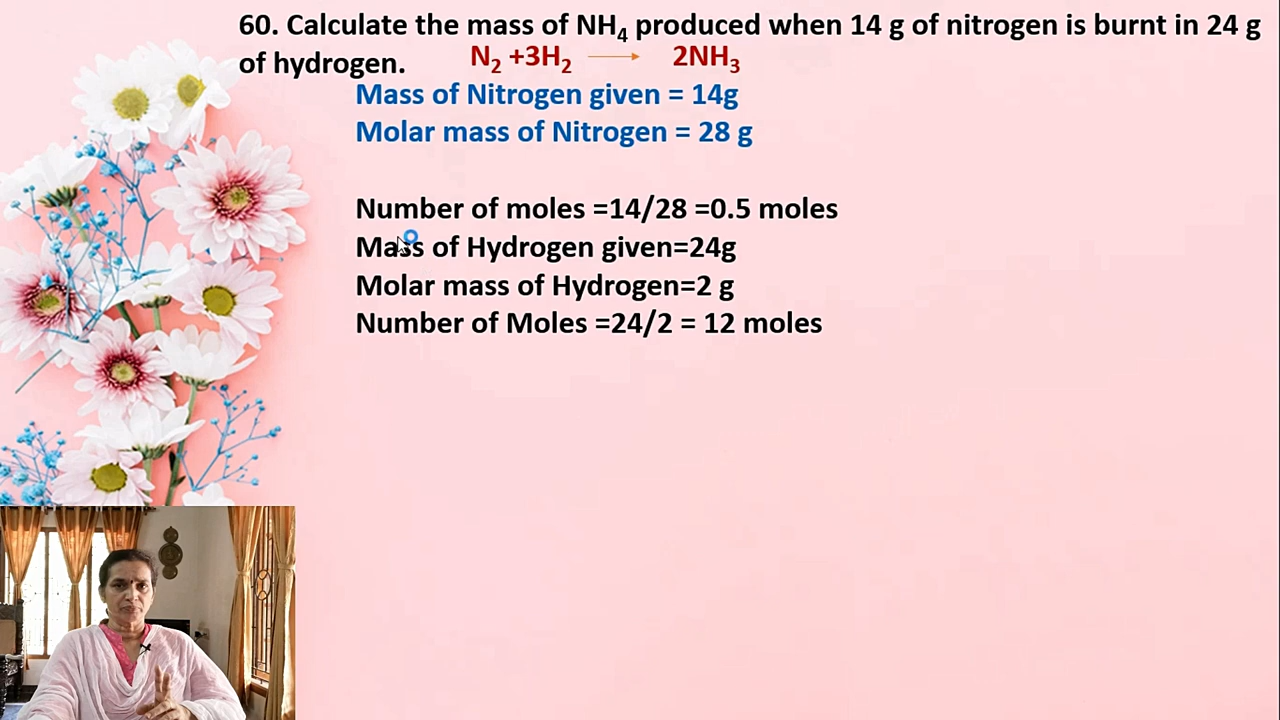 60. Calculate the mass of NH₄ produced when 14 g of nitrogen is burnt in 24 g
of hydrogen. N₂ +3H₂ ⟶ 2NH₃
Mass of Nitrogen given = 14g
Molar mass of Nitrogen = 28 g
Number of moles =14/28 =0.5 moles
Mass of Hydrogen given=24g
Molar mass of Hydrogen=2 g
Number of Moles =24/2 = 12 moles